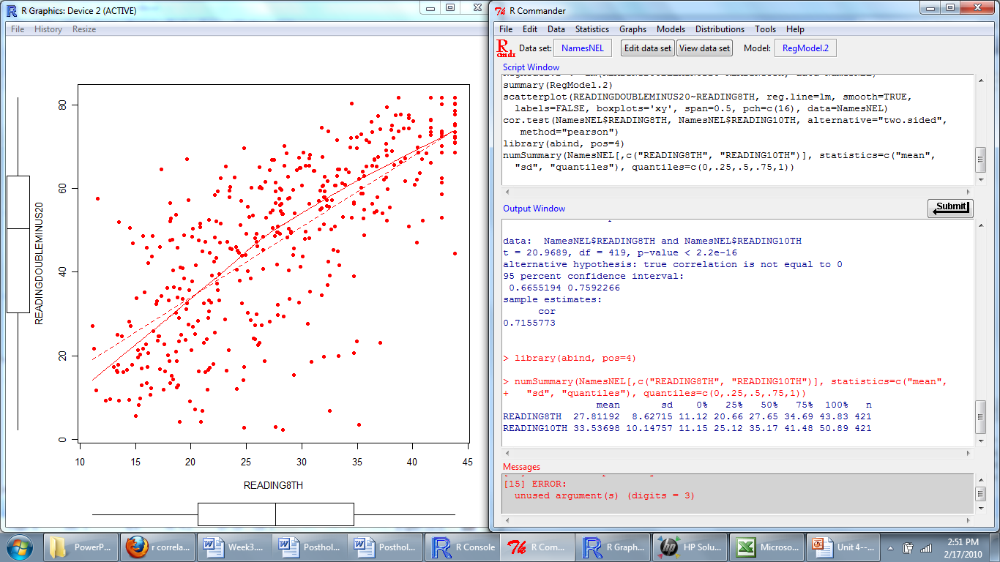 R Graphics: Device 2 (ACTIVE)
File History Resize
80
60
40
20
0
READINGDOUBLEMINUS20
10 15 20 25 30 35 40 45
READING8TH
R Commander
File Edit Data Statistics Graphs Models Distributions Tools Help
R cmdr Data set: NamesNEL Edit data set View data set Model: RegModel.2
Script Window
summary(RegModel.2)
scatterplot(READINGDOUBLEMINUS20~READING8TH, reg.line=lm, smooth=TRUE,
labels=FALSE, boxplots='xy', span=0.5, pch=c(16), data=NamesNEL)
cor.test(NamesNEL$READING8TH, NamesNEL$READING10TH, alternative="two.sided",
method="pearson")
library(abind, pos=4)
numSummary(NamesNEL[,c("READING8TH", "READING10TH")], statistics=c("mean",
"sd", "quantiles"), quantiles=c(0,.25,.5,.75,1))
Output Window
Submit
data: NamesNEL$READING8TH and NamesNEL$READING10TH
t = 20.9689, df = 419, p-value < 2.2e-16
alternative hypothesis: true correlation is not equal to 0
95 percent confidence interval:
0.6655194 0.7592266
sample estimates:
cor
0.7155773
> library(abind, pos=4)
> numSummary(NamesNEL[,c("READING8TH", "READING10TH")], statistics=c("mean",
+ "sd", "quantiles"), quantiles=c(0,.25,.5,.75,1))
mean sd 0% 25% 50% 75% 100% n
READING8TH 27.81192 8.62715 11.12 20.66 27.65 34.69 43.83 421
READING10TH 33.53698 10.14757 11.15 25.12 35.17 41.48 50.89 421
Messages
[15] ERROR:
unused argument(s) (digits = 3)
PowerP... r correla... Week3.... Posthol... Posthol... R Console R Com... R Graph... HP Solu... Microso... Unit 4--...
2:51 PM
2/17/2010